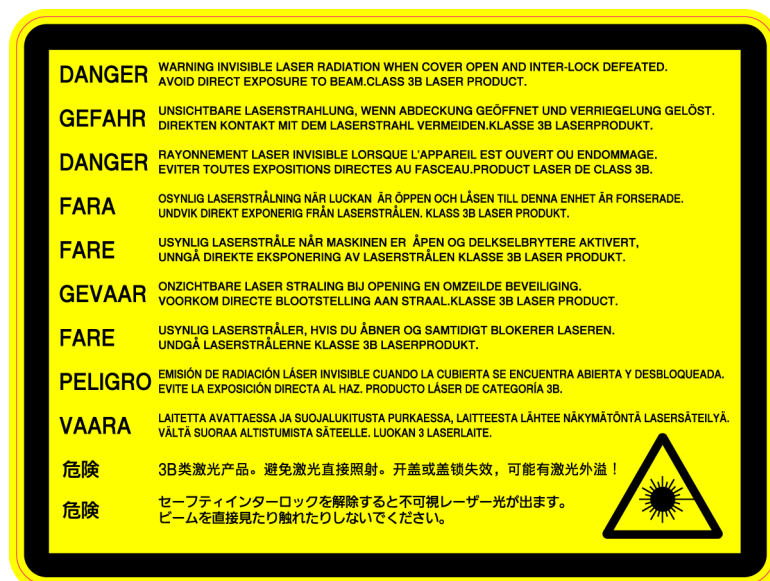 DANGER WARNING INVISIBLE LASER RADIATION WHEN COVER OPEN AND INTER-LOCK DEFEATED.
AVOID DIRECT EXPOSURE TO BEAM.CLASS 3B LASER PRODUCT.
GEFAHR UNSICHTBARE LASERSTRAHLUNG, WENN ABDECKUNG GEÖFFNET UND VERRIEGELUNG GELÖST.
DIREKTEN KONTAKT MIT DEM LASERSTRAHL VERMEIDEN.KLASSE 3B LASERPRODUKT.
DANGER RAYONNEMENT LASER INVISIBLE LORSQUE L'APPAREIL EST OUVERT OU ENDOMMAGE.
EVITER TOUTES EXPOSITIONS DIRECTES AU FASCEAU.PRODUCT LASER DE CLASS 3B.
FARA OSYNLIG LASERSTRÅLNING NÄR LUCKAN ÄR ÖPPEN OCH LÅSEN TILL DENNA ENHET ÄR FORSERADE.
UNDVIK DIREKT EXPONERIG FRÅN LASERSTRÅLEN. KLASS 3B LASER PRODUKT.
FARE USYNLIG LASERSTRÅLE NÅR MASKINEN ER ÅPEN OG DELKSELBRYTERE AKTIVERT,
UNNGÅ DIREKTE EKSPONERING AV LASERSTRÅLEN KLASSE 3B LASER PRODUKT.
GEVAAR ONZICHTBARE LASER STRALING BIJ OPENING EN OMZEILDE BEVEILIGING.
VOORKOM DIRECTE BLOOTSTELLING AAN STRAAL.KLASSE 3B LASER PRODUCT.
FARE USYNLIG LASERSTRÅLER, HVIS DU ÅBNER OG SAMTIDIGT BLOKERER LASEREN.
UNDGÅ LASERSTRÅLERNE KLASSE 3B LASERPRODUKT.
PELIGRO EMISIÓN DE RADIACIÓN LÁSER INVISIBLE CUANDO LA CUBIERTA SE ENCUENTRA ABIERTA Y DESBLOQUEADA.
EVITE LA EXPOSICIÓN DIRECTA AL HAZ. PRODUCTO LÁSER DE CATEGORÍA 3B.
VAARA LAITETTA AVATTAESSA JA SUOJALUKITUSTA PURKAESSA, LAITTEESTA LÄHTEE NÄKYMÄTÖNTÄ LASERSÄTEILYÄ.
VÄLTÄ SUORAA ALTISTUMISTA SÄTEELLE. LUOKAN 3 LASERLAITE.
危険 3B类激光产品。避免激光直接照射。开盖或盖锁失效，可能有激光外溢！
危険 セーフティインターロックを解除すると不可視レーザー光が出ます。
ビームを直接見たり触れたりしないでください。